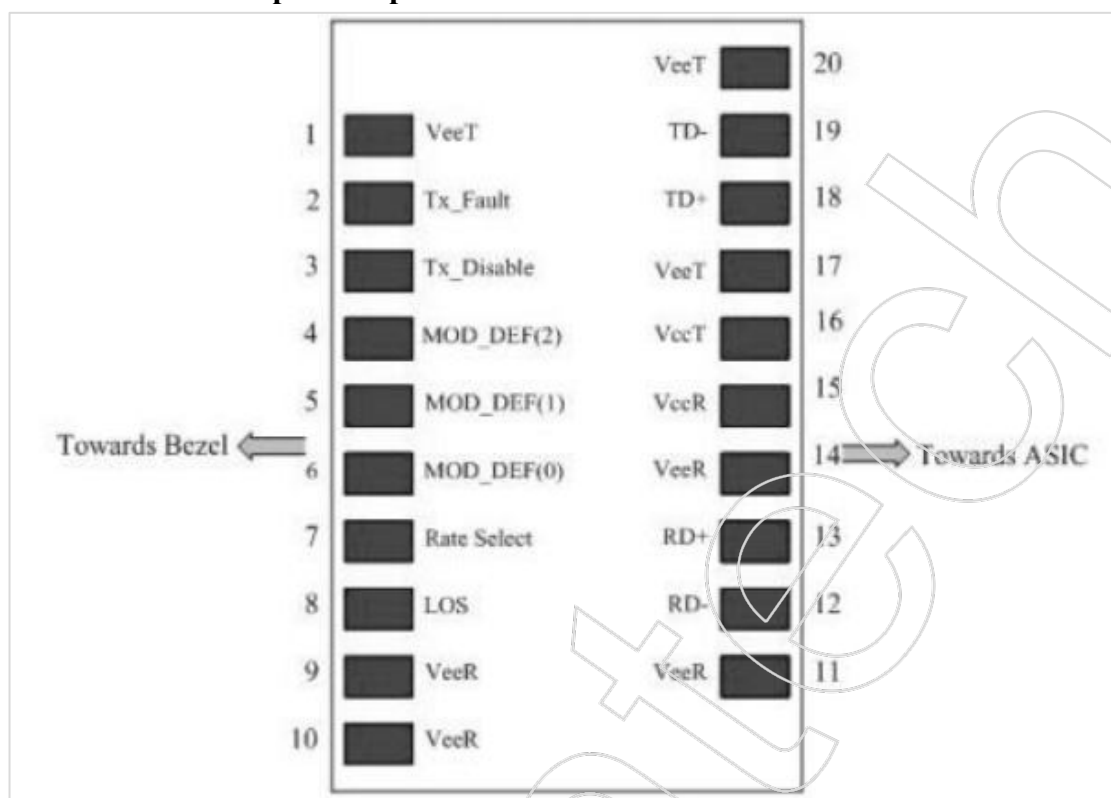 VeeT 20
1 VeeT TD- 19
2 Tx_Fault TD+ 18
3 Tx_Disable VeeT 17
4 MOD_DEF(2) VccT 16
5 MOD_DEF(1) VccR 15
Towards Bezel 6 MOD_DEF(0) VeeR 14 Towards ASIC
7 Rate Select RD+ 13
8 LOS RD- 12
9 VeeR VeeR 11
10 VeeR